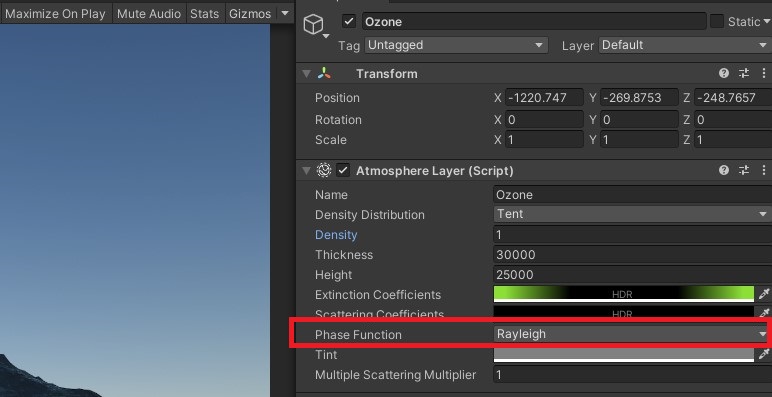 Maximize On Play Mute Audio Stats Gizmos
Ozone Static
Tag Untagged Layer Default
Transform
Position X -1220.747 Y -269.8753 Z -248.7657
Rotation X 0 Y 0 Z 0
Scale X 1 Y 1 Z 1
Atmosphere Layer (Script)
Name Ozone
Density Distribution Tent
Density 1
Thickness 30000
Height 25000
Extinction Coefficients HDR
Scattering Coefficients HDR
Phase Function Rayleigh
Tint
Multiple Scattering Multiplier 1